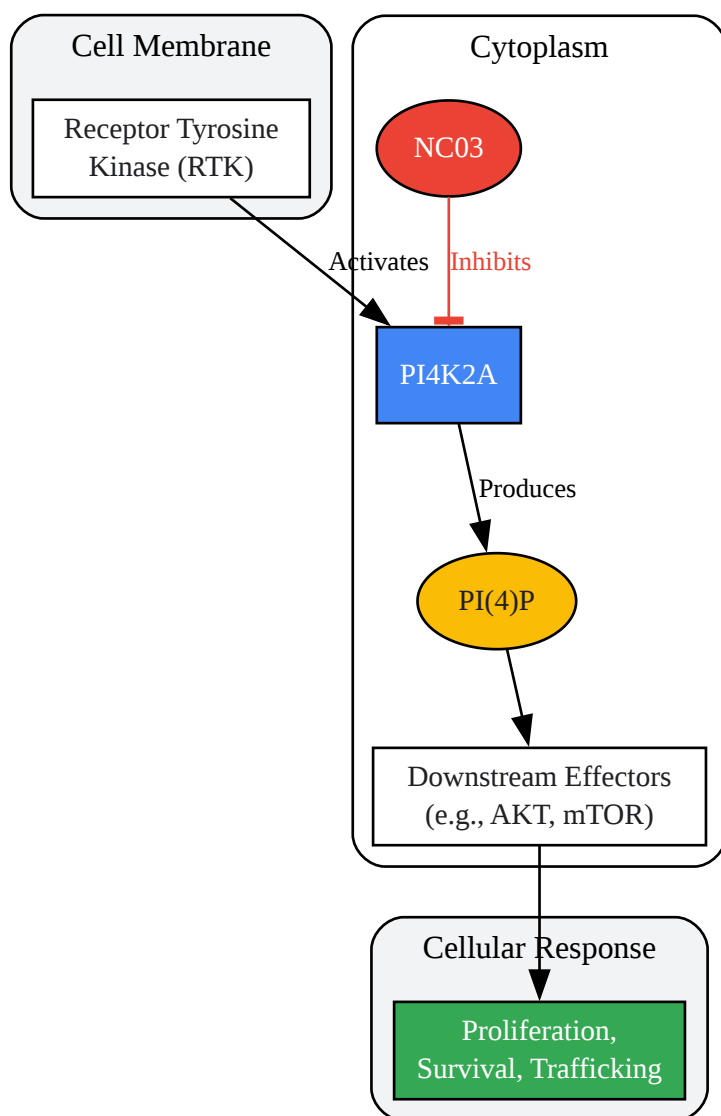 Cell Membrane
Receptor Tyrosine
Kinase (RTK)
Cytoplasm
NC03
Activates
Inhibits
PI4K2A
Produces
PI(4)P
Downstream Effectors
(e.g., AKT, mTOR)
Cellular Response
Proliferation,
Survival, Trafficking